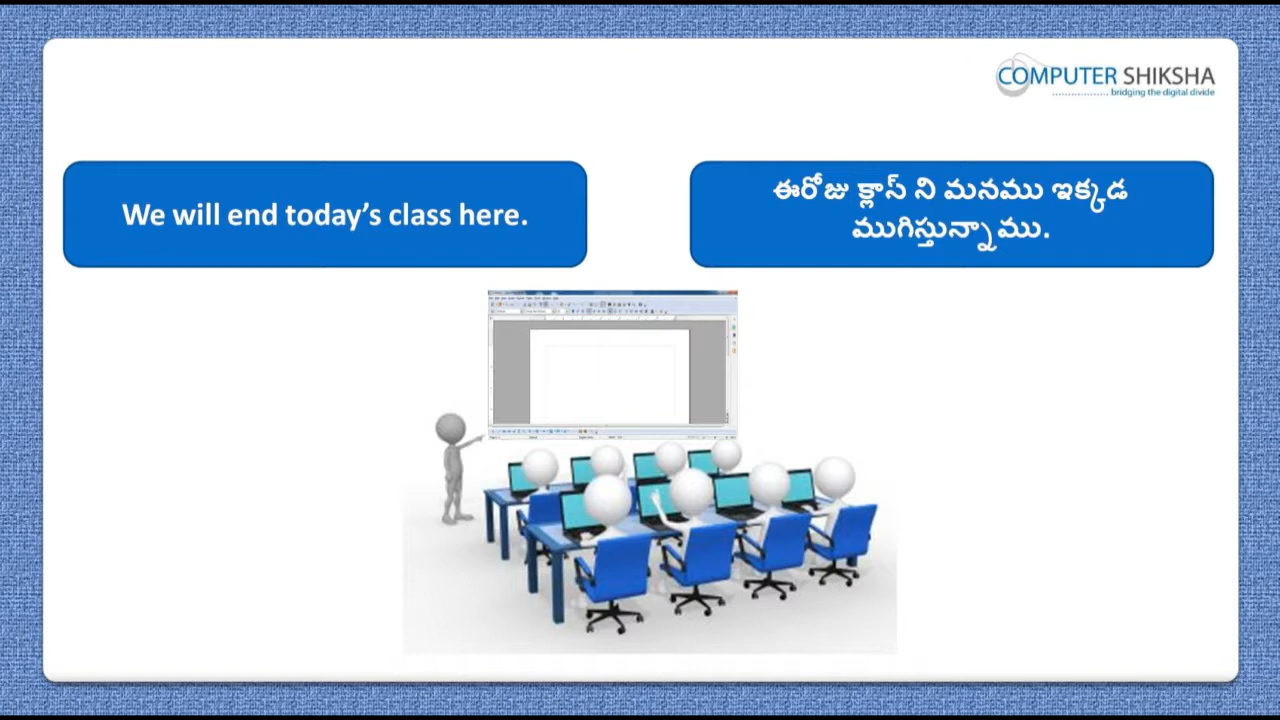 COMPUTER SHIKSHA
bridging the digital divide
We will end today's class here.
ఈరోజు క్లాస్ ని మనము ఇక్కడ
ముగిస్తున్నాము.